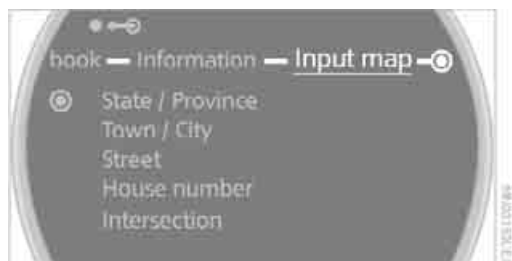 book Information Input map
State / Province
Town / City
Street
House number
Intersection